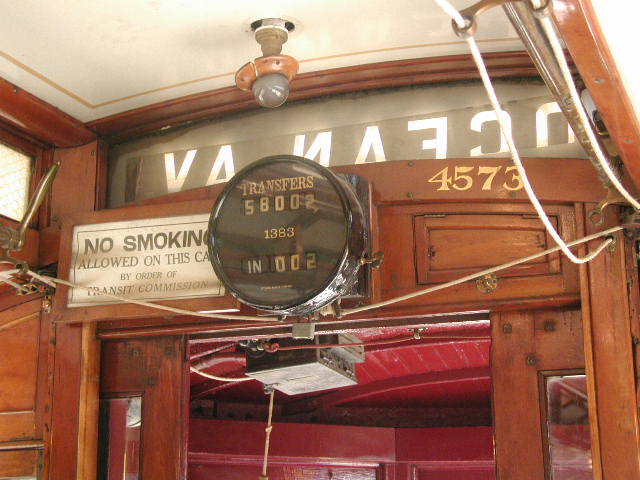 OCEAN AV
4573
TRANSFERS
58002
1383
IN 002
NO SMOKING
ALLOWED ON THIS CA
BY ORDER OF
TRANSIT COMMISSION